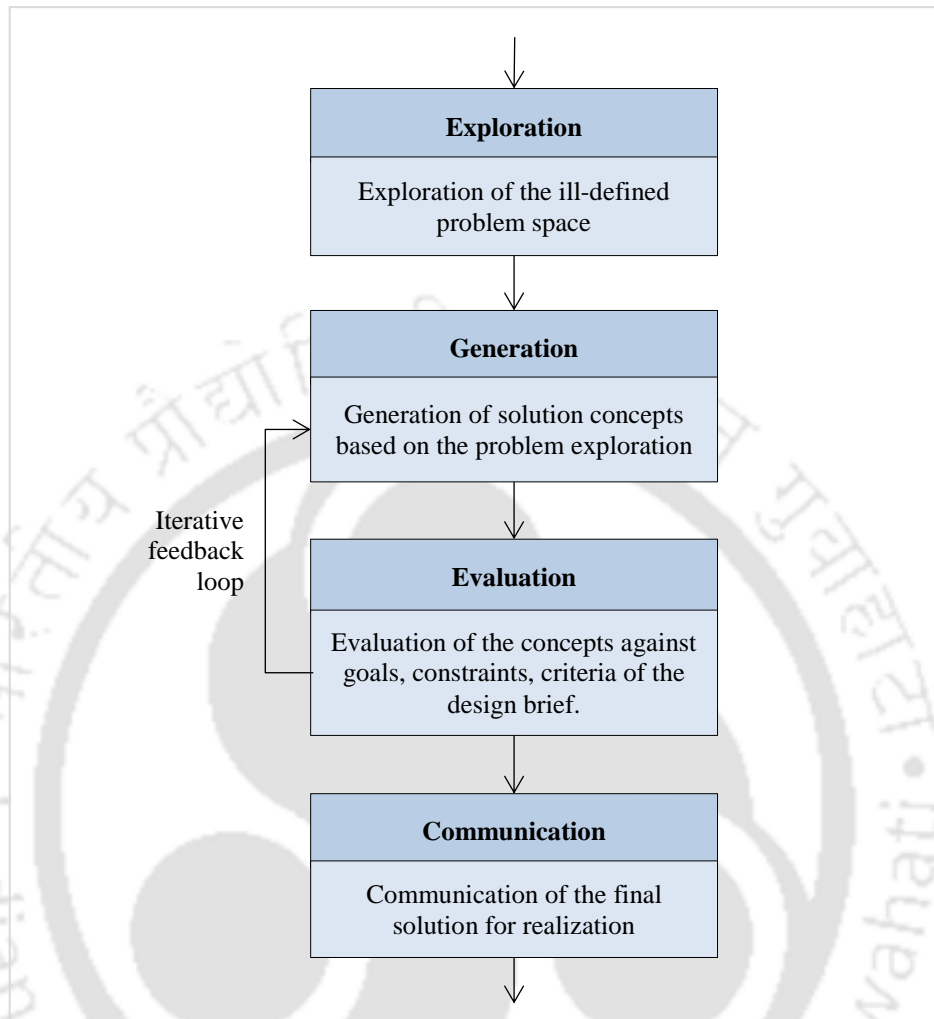 Exploration
Exploration of the ill-defined
problem space
Generation
Generation of solution concepts
based on the problem exploration
Iterative
feedback
loop
Evaluation
Evaluation of the concepts against
goals, constraints, criteria of the
design brief.
Communication
Communication of the final
solution for realization